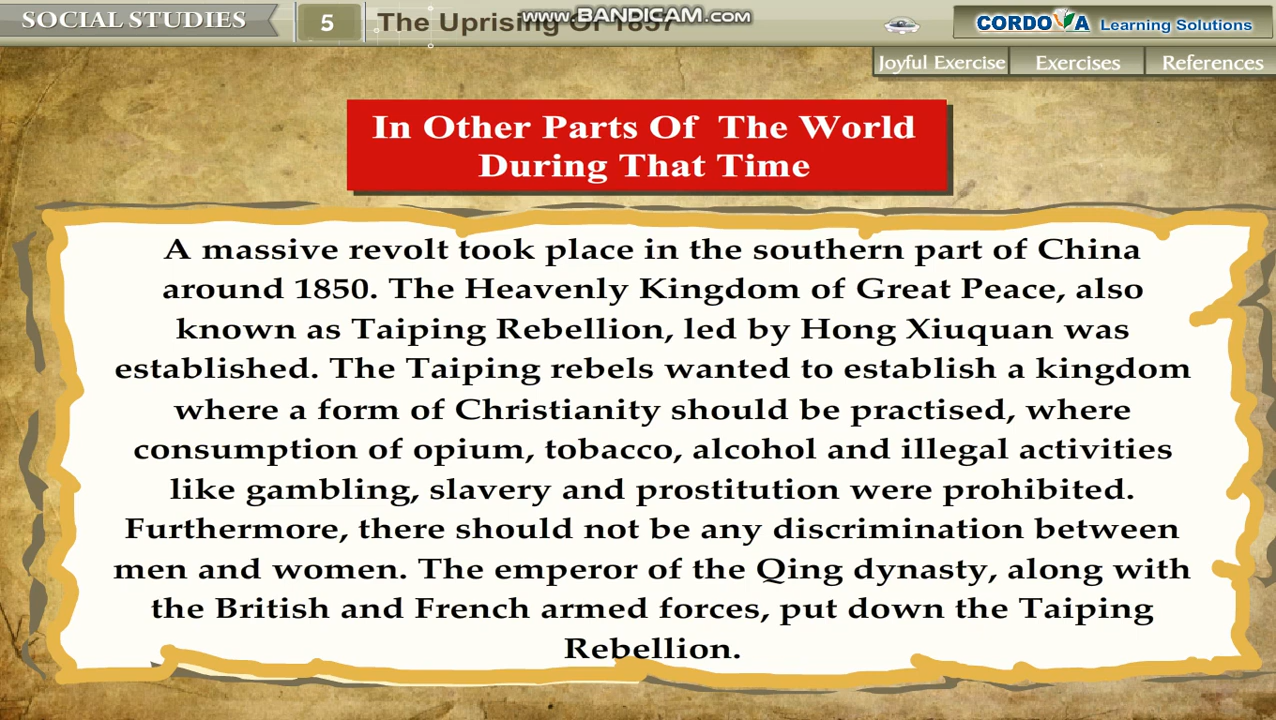 SOCIAL STUDIES
5
The Uprising Of 1857
www.BANDICAM.com
CORDOVA Learning Solutions
Joyful Exercise
Exercises
References
In Other Parts Of The World
During That Time
A massive revolt took place in the southern part of China
around 1850. The Heavenly Kingdom of Great Peace, also
known as Taiping Rebellion, led by Hong Xiuquan was
established. The Taiping rebels wanted to establish a kingdom
where a form of Christianity should be practised, where
consumption of opium, tobacco, alcohol and illegal activities
like gambling, slavery and prostitution were prohibited.
Furthermore, there should not be any discrimination between
men and women. The emperor of the Qing dynasty, along with
the British and French armed forces, put down the Taiping
Rebellion.